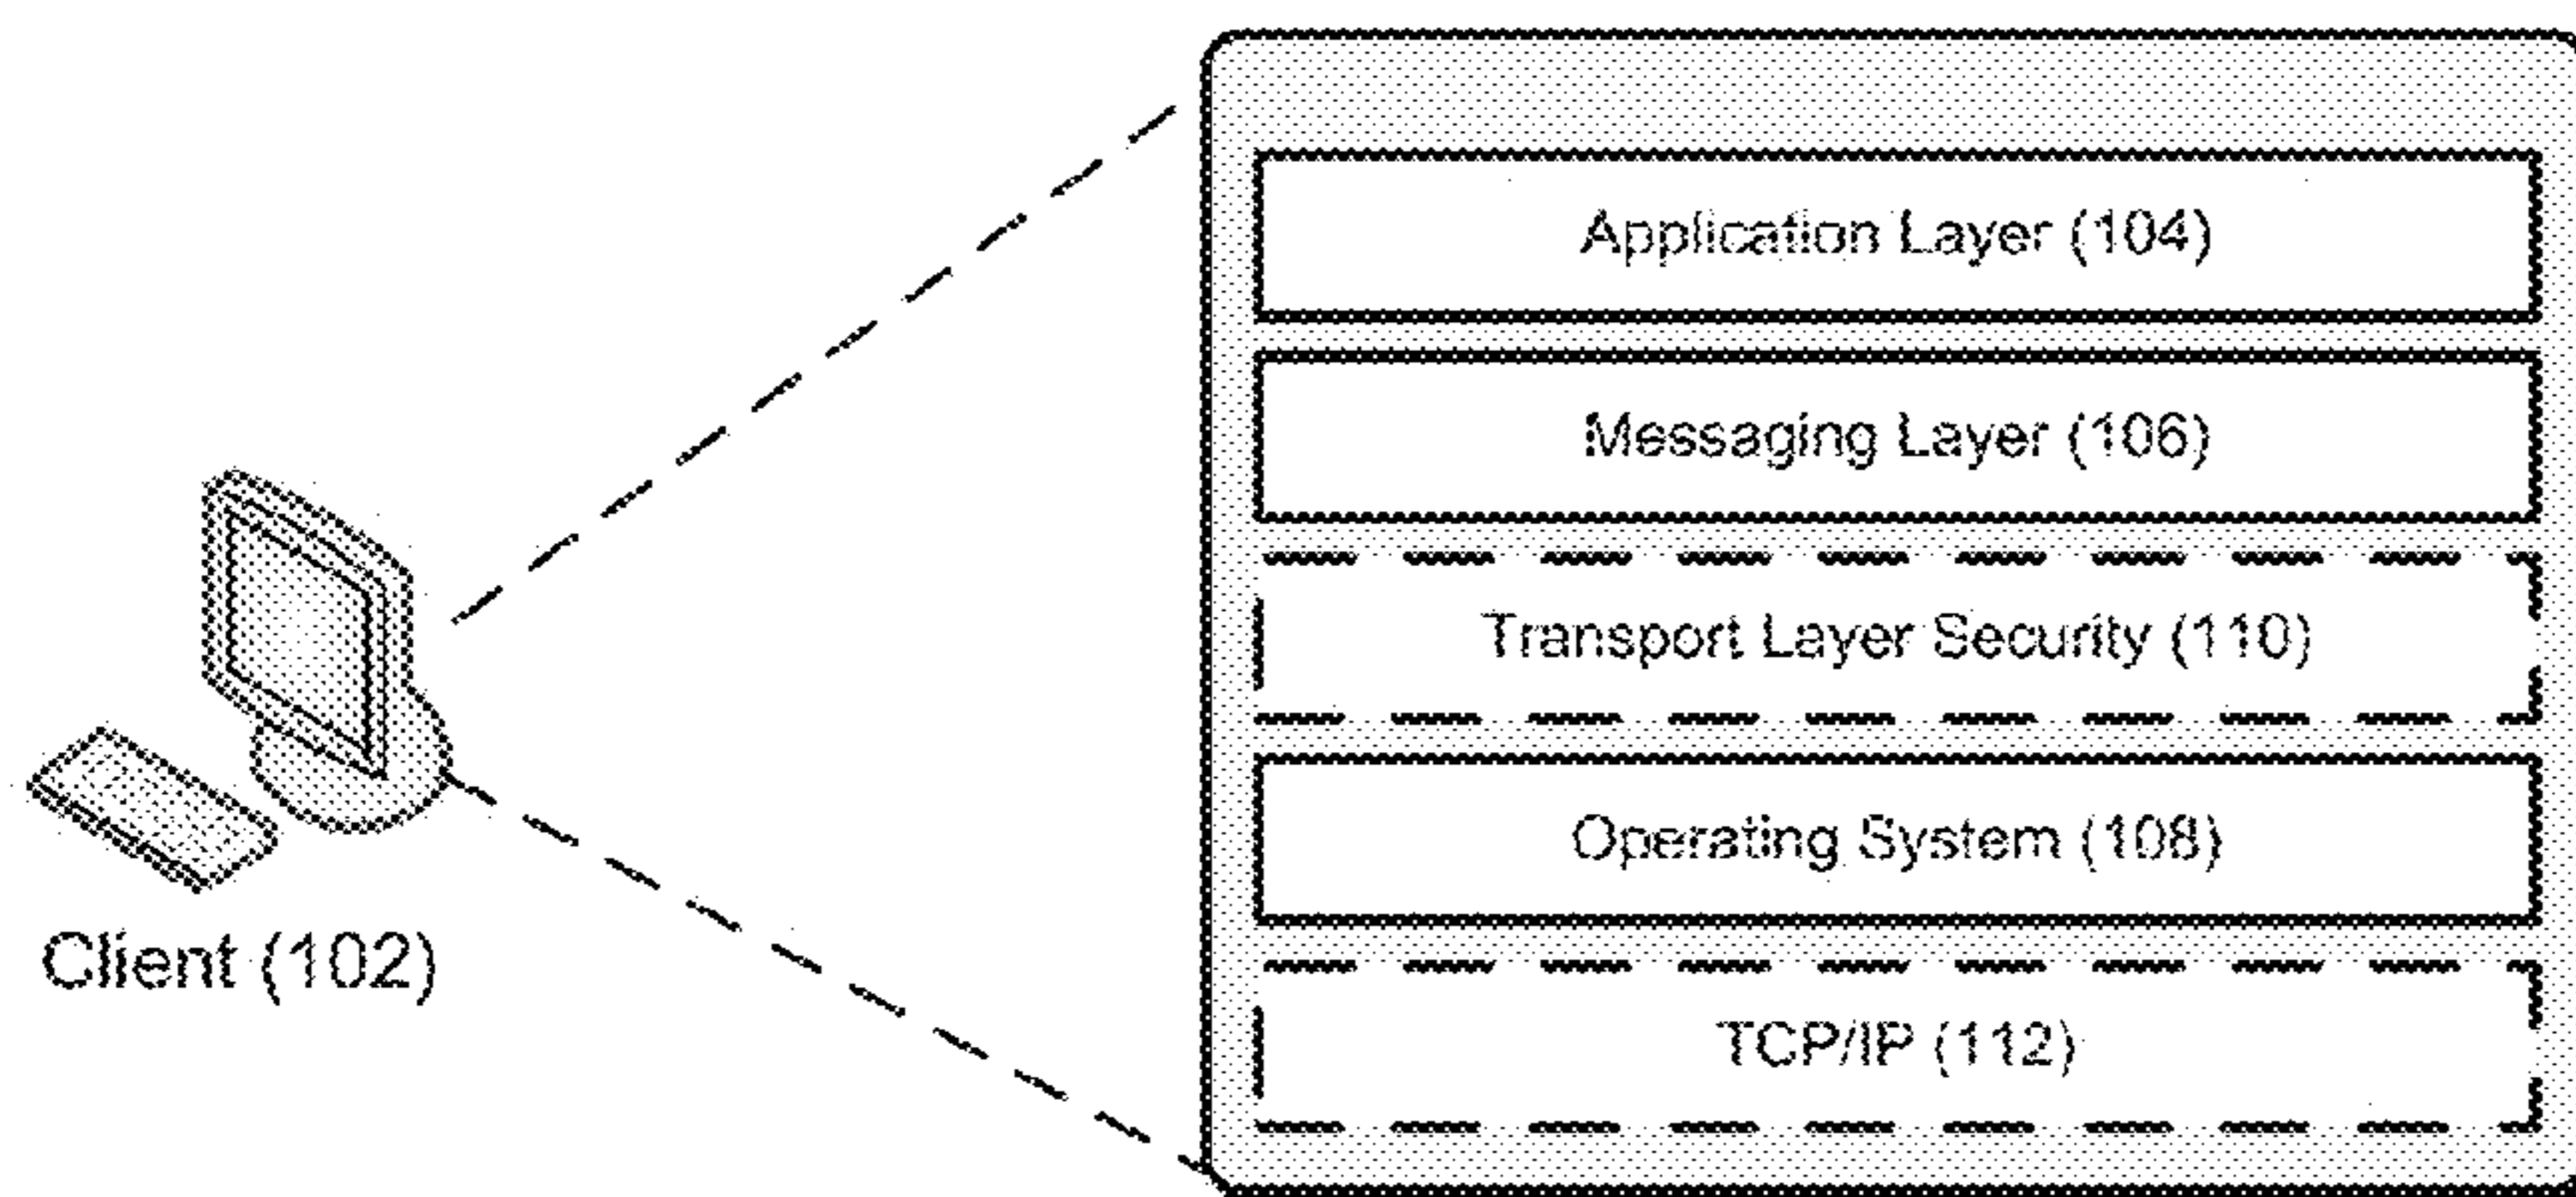 Application Layer (104)
Messaging Layer (106)
Transport Layer Security (110)
Operating System (108)
TCP/IP (112)
Client (102)